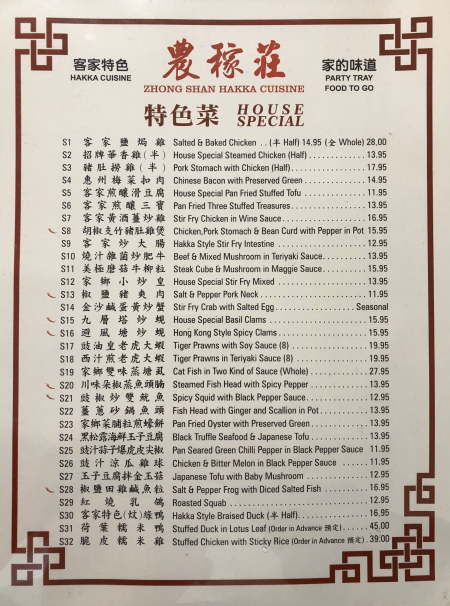 客家特色
HAKKA CUISINE
農稼莊
ZHONG SHAN HAKKA CUISINE
家的味道
PARTY TRAY
FOOD TO GO
特色菜 HOUSE SPECIAL
S1 客家鹽焗雞 Salted & Baked Chicken . . (半 Half) 14.95 (全 Whole) 28.00
S2 招牌華香雞(半) House Special Steamed Chicken (Half) 13.95
S3 豬肚撈雞(半) Pork Stomach with Chicken (Half) 17.95
S4 惠州梅菜扣肉 Chinese Bacon with Preserved Green 14.95
S5 客家煎釀滑豆腐 House Special Pan Fried Stuffed Tofu 11.95
S6 客家煎釀三寶 Pan Fried Three Stuffed Treasures 13.95
S7 客家黃酒薑炒雞 Stir Fry Chicken in Wine Sauce 16.95
S8 胡椒支竹豬肚雞煲 Chicken,Pork Stomach & Bean Curd with Pepper in Pot 15.95
S9 客家炒大腸 Hakka Style Stir Fry Intestine 12.95
S10 燒汁雜菌炒肥牛 Beef & Mixed Mushroom in Teriyaki Sauce 13.95
S11 美極磨菇牛柳粒 Steak Cube & Mushroom in Maggie Sauce 15.95
S12 家鄉小炒皇 House Special Stir Fry Mixed 13.95
S13 椒鹽豬爽肉 Salt & Pepper Pork Neck 11.95
S14 金沙鹹蛋黃炒蟹 Stir Fry Crab with Salted Egg Seasonal
S15 九層塔炒蜆 House Special Basil Clams 15.95
S16 避風塘炒蜆 Hong Kong Style Spicy Clams 15.95
S17 豉油皇老虎大蝦 Tiger Prawns with Soy Sauce (8) 19.95
S18 西汁煎老虎大蝦 Tiger Prawns in Teriyaki Sauce (8) 19.95
S19 家鄉雙味蒸塘虱 Cat Fish in Two Kind of Sauce (Whole) 27.95
S20 川味朵椒蒸魚頭腩 Steamed Fish Head with Spicy Pepper 13.95
S21 豉椒炒雙魷魚 Spicy Squid with Black Pepper Sauce 12.95
S22 薑蔥砂鍋魚頭 Fish Head with Ginger and Scallion in Pot 13.95
S23 家鄉菜脯粒煎蠔餅 Pan Fried Oyster with Preserved Green 13.95
S24 黑松露海鮮玉子豆腐 Black Truffle Seafood & Japanese Tofu 13.95
S25 豉汁蒜子爆虎皮尖椒 Pan Seared Green Chilli Pepper in Black Pepper Sauce 11.95
S26 豉汁涼瓜雞球 Chicken & Bitter Melon in Black Pepper Sauce 11.95
S27 玉子豆腐拌金玉菇 Japanese Tofu with Baby Mushroom 12.95
S28 椒鹽田雞鹹魚粒 Salt & Pepper Frog with Diced Salted Fish 16.95
S29 紅燒乳鴿 Roasted Squab 12.95
S30 客家特色(炆)緣鴨 Hakka Style Braised Duck (半 Half) 16.95
S31 荷葉糯米鴨 Stuffed Duck in Lotus Leaf (Order in Advance 預定) 45.00
S32 脆皮糯米雞 Stuffed Chicken with Sticky Rice (Order in Advance 預定) 39.00